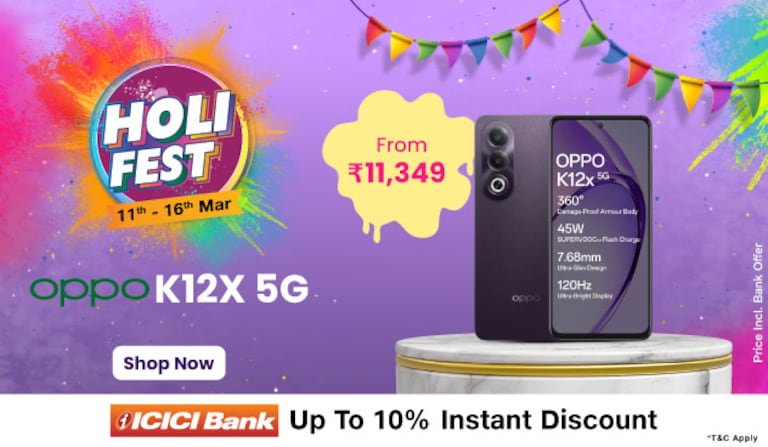 HOLI
FEST
11th - 16th Mar
From
₹11,349
OPPO
K12x 5G
360°
Damage-Proof Armour Body
45W
SUPERVOOC™ Flash Charge
7.68mm
Ultra-Slim Design
120Hz
Ultra-Bright Display
oppo
oppo K12X 5G
Shop Now
Price Incl. Bank Offer
i ICICI Bank Up To 10% Instant Discount
*T&C Apply